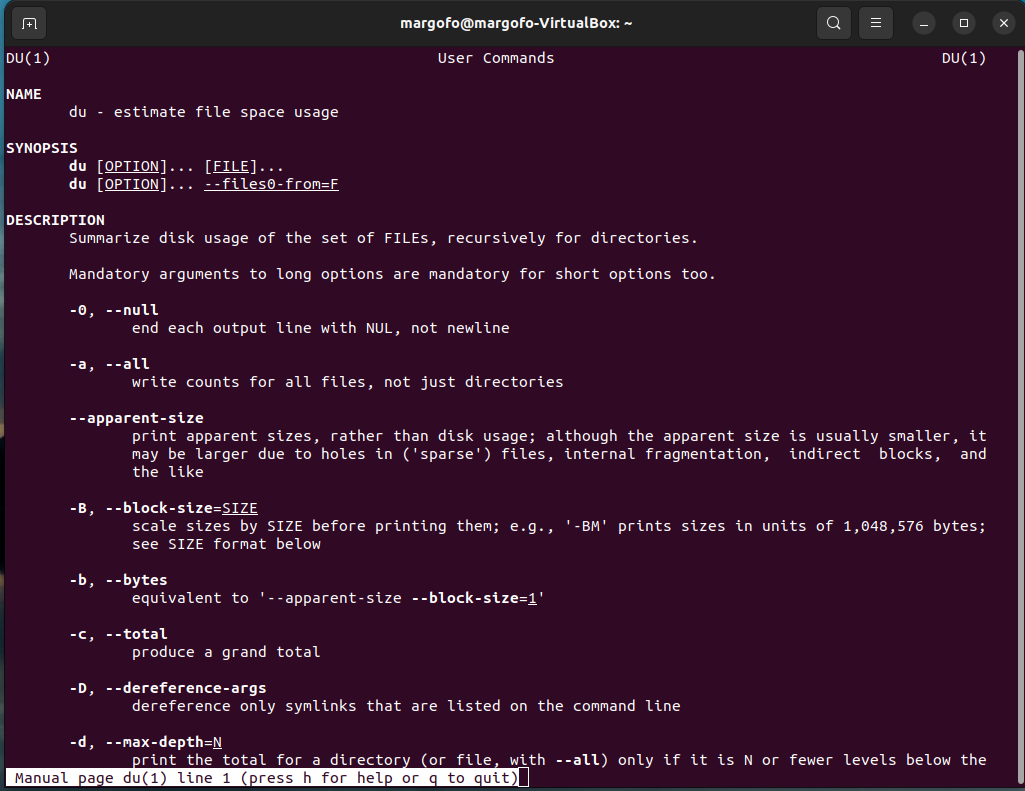 margofo@margofo-VirtualBox: ~
DU(1) User Commands DU(1)
NAME
du - estimate file space usage
SYNOPSIS
du [OPTION]... [FILE]...
du [OPTION]... --files0-from=F
DESCRIPTION
Summarize disk usage of the set of FILEs, recursively for directories.
Mandatory arguments to long options are mandatory for short options too.
-0, --null
end each output line with NUL, not newline
-a, --all
write counts for all files, not just directories
--apparent-size
print apparent sizes, rather than disk usage; although the apparent size is usually smaller, it
may be larger due to holes in ('sparse') files, internal fragmentation, indirect blocks, and
the like
-B, --block-size=SIZE
scale sizes by SIZE before printing them; e.g., '-BM' prints sizes in units of 1,048,576 bytes;
see SIZE format below
-b, --bytes
equivalent to '--apparent-size --block-size=1'
-c, --total
produce a grand total
-D, --dereference-args
dereference only symlinks that are listed on the command line
-d, --max-depth=N
print the total for a directory (or file, with --all) only if it is N or fewer levels below the
Manual page du(1) line 1 (press h for help or q to quit)